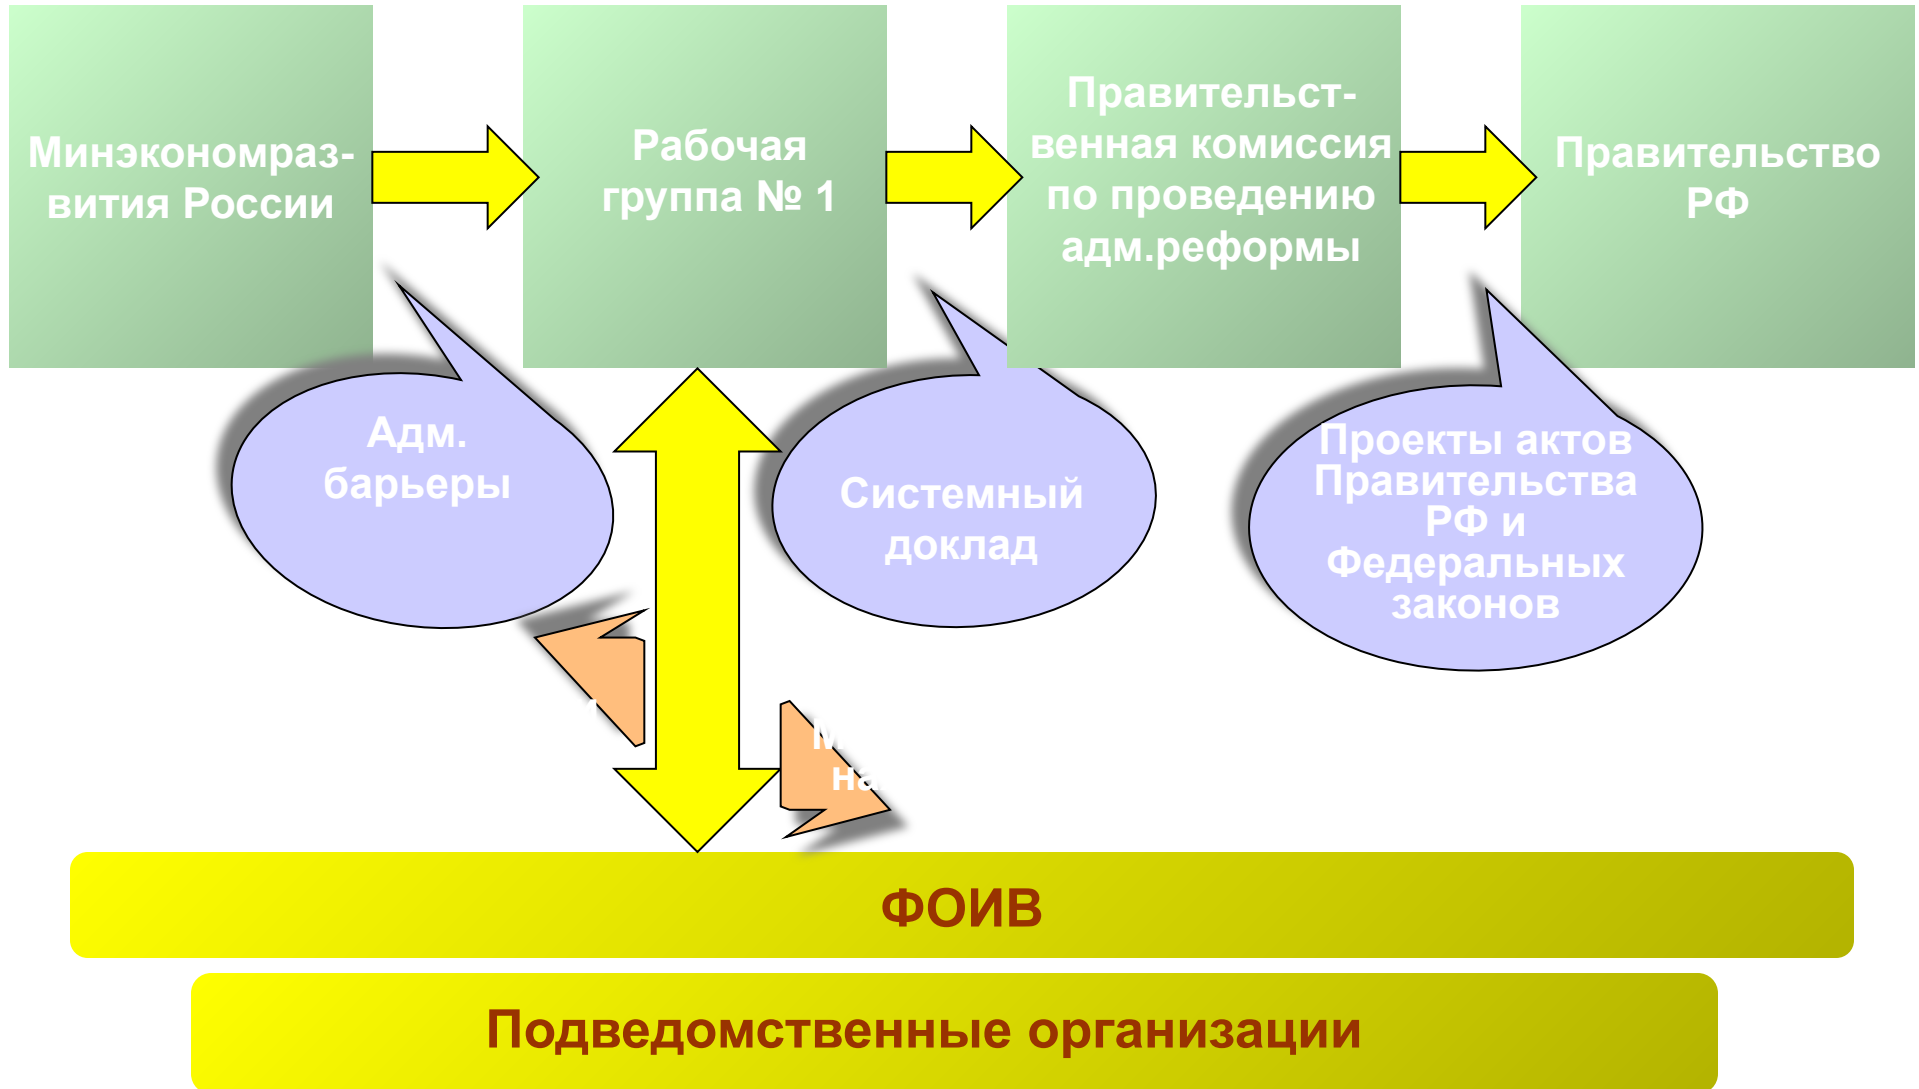 Минэкономраз-
вития России
Рабочая
группа № 1
Правительст-
венная комиссия
по проведению
адм.реформы
Правительство
РФ
Адм.
барьеры
Системный
доклад
Проекты актов
Правительства
РФ и
Федеральных
законов
ФОИВ
Подведомственные организации